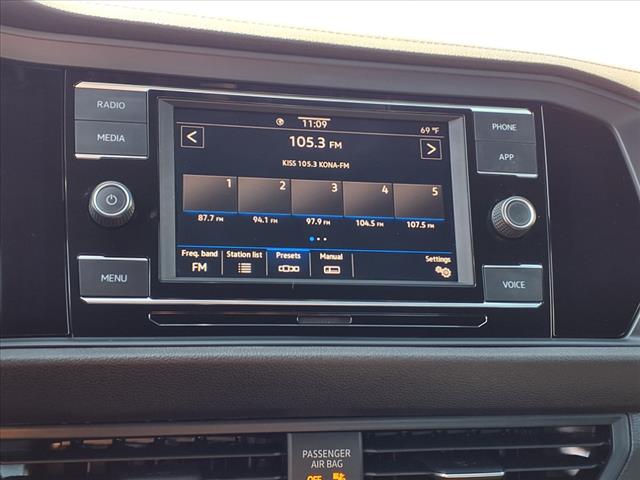 RADIO
MEDIA
MENU
PHONE
APP
VOICE
11:09
69 °F
105.3 FM
KISS 105.3 KONA-FM
1 2 3 4 5
87.7 FM 94.1 FM 97.9 FM 104.5 FM 107.5 FM
Freq. band Station list Presets Manual Settings
FM
PASSENGER
AIR BAG
OFF